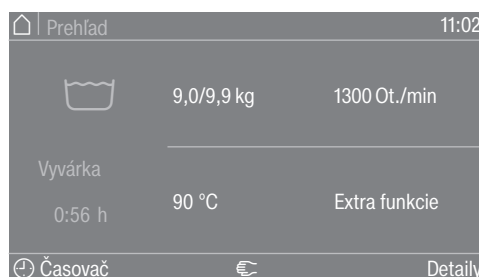 Prehľad 11:02
9,0/9,9 kg 1300 Ot./min
Vyvárka
0:56 h
90 °C Extra funkcie
Časovač Detaily